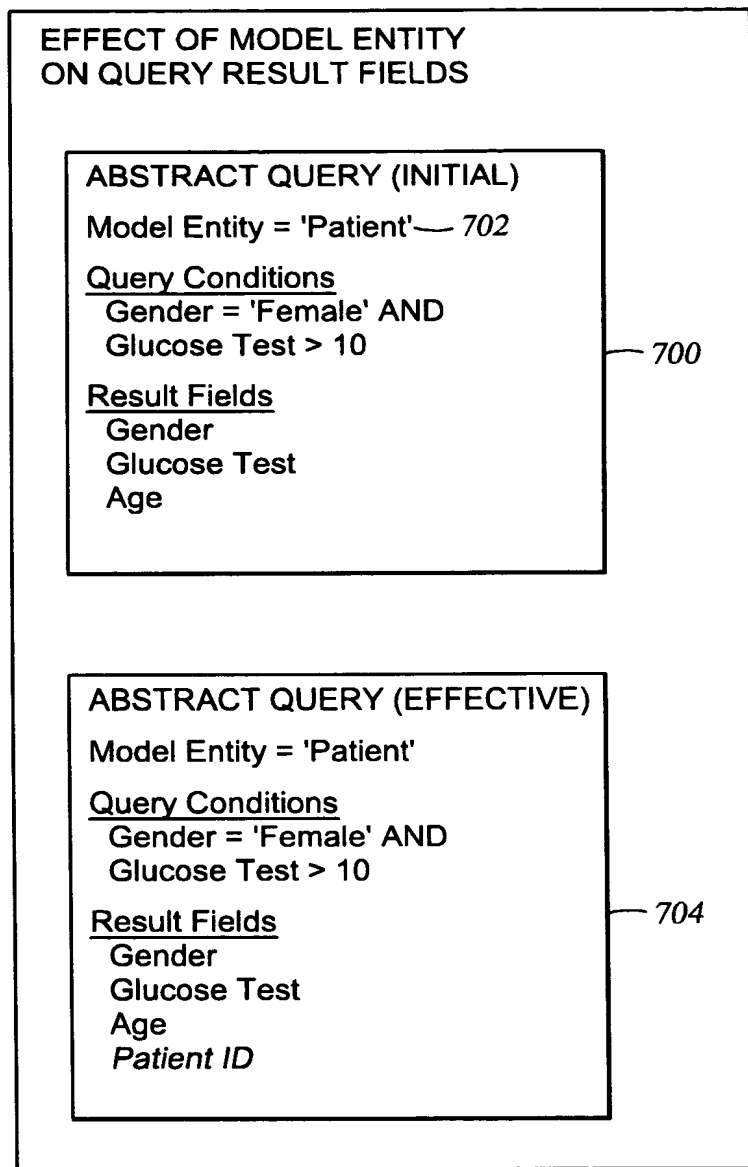 EFFECT OF MODEL ENTITY
ON QUERY RESULT FIELDS
ABSTRACT QUERY (INITIAL)
Model Entity = 'Patient' 702
Query Conditions
Gender = 'Female' AND
Glucose Test > 10
700
Result Fields
Gender
Glucose Test
Age
ABSTRACT QUERY (EFFECTIVE)
Model Entity = 'Patient'
Query Conditions
Gender = 'Female' AND
Glucose Test > 10
704
Result Fields
Gender
Glucose Test
Age
Patient ID